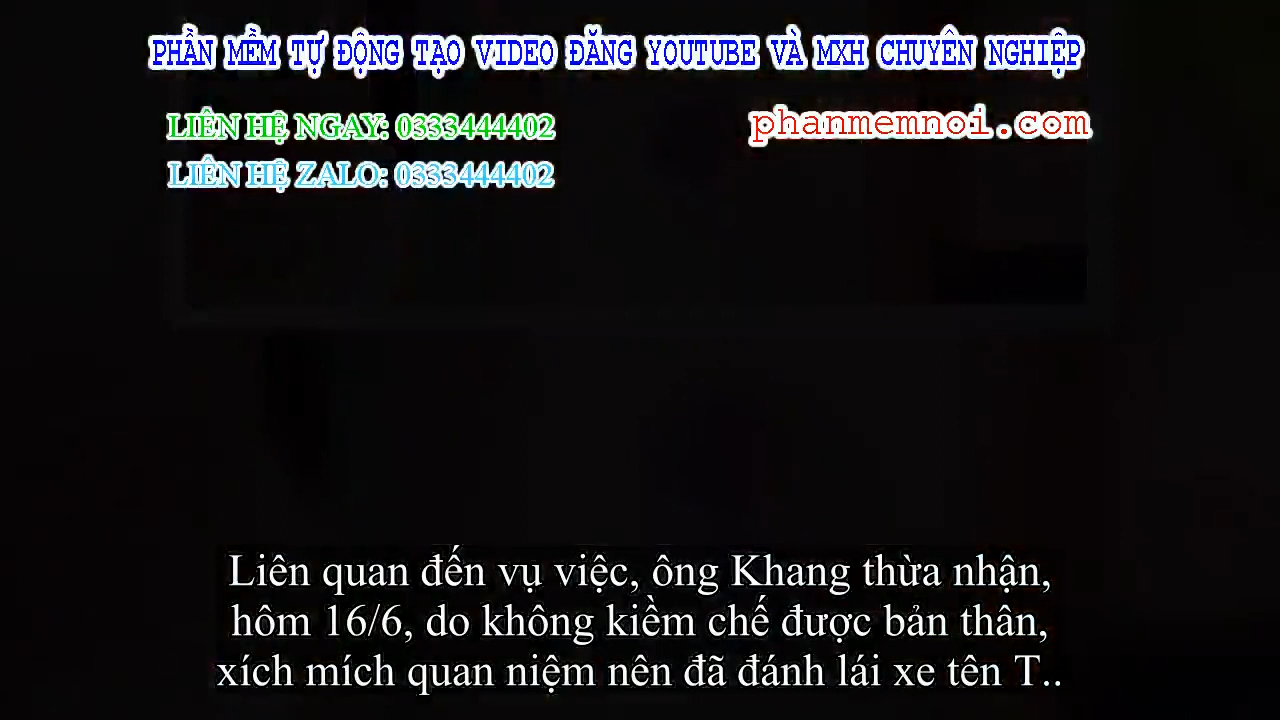 PHẦN MỀM TỰ ĐỘNG TẠO VIDEO ĐĂNG YOUTUBE VÀ MXH CHUYÊN NGHIỆP
LIÊN HỆ NGAY: 0333444402
phanmemnoi.com
LIÊN HỆ ZALO: 0333444402
Liên quan đến vụ việc, ông Khang thừa nhận,
hôm 16/6, do không kiềm chế được bản thân,
xích mích quan niệm nên đã đánh lái xe tên T..